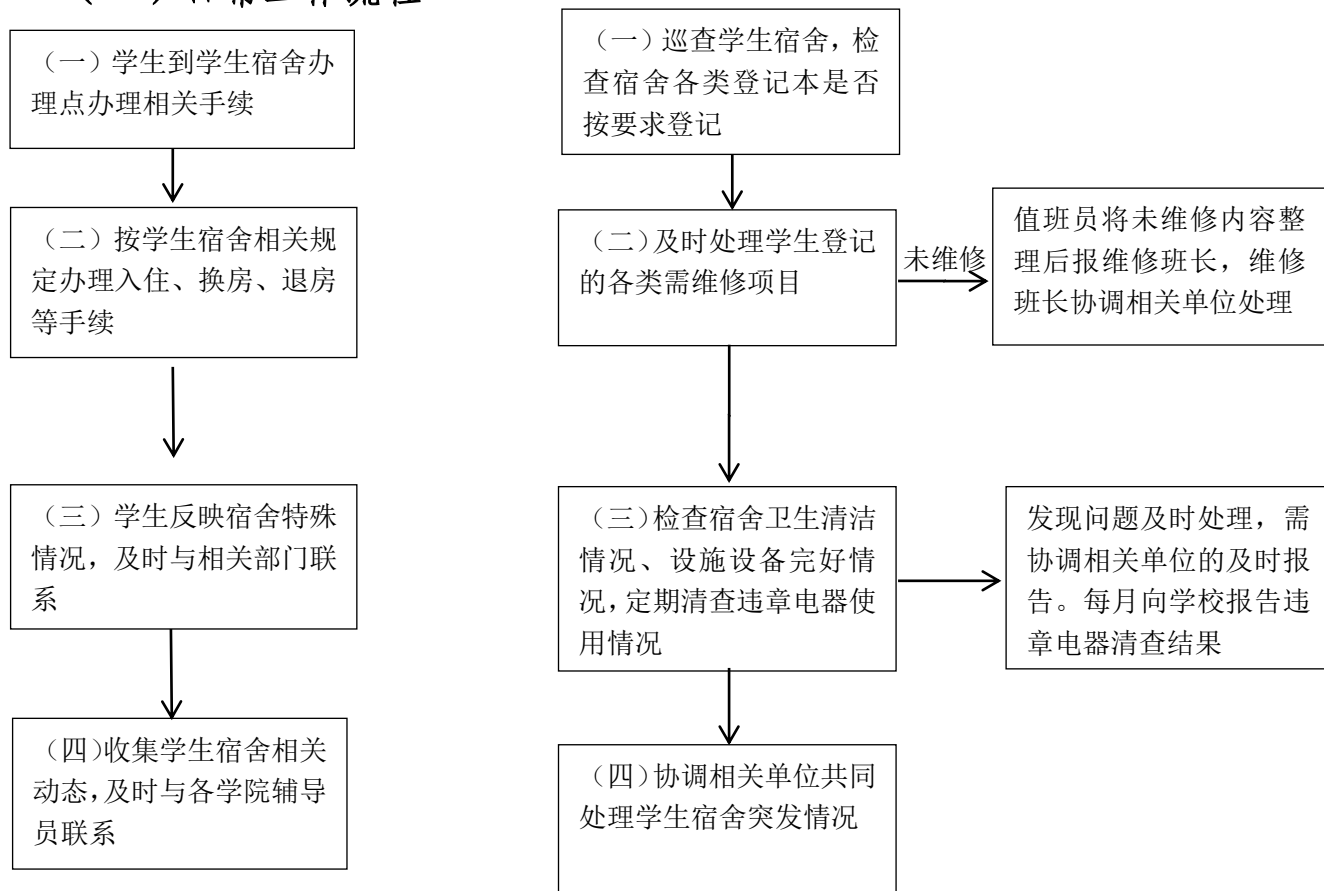 （一）学生到学生宿舍办
理点办理相关手续
（二）按学生宿舍相关规
定办理入住、换房、退房
等手续
（三）学生反映宿舍特殊
情况，及时与相关部门联
系
（四）收集学生宿舍相关
动态，及时与各学院辅导
员联系
（一）巡查学生宿舍，检
查宿舍各类登记本是否
按要求登记
（二）及时处理学生登记
的各类需维修项目
未维修
值班员将未维修内容整
理后报维修班长，维修
班长协调相关单位处理
（三）检查宿舍卫生清洁
情况、设施设备完好情
况，定期清查违章电器使
用情况
发现问题及时处理，需
协调相关单位的及时报
告。每月向学校报告违
章电器清查结果
（四）协调相关单位共同
处理学生宿舍突发情况